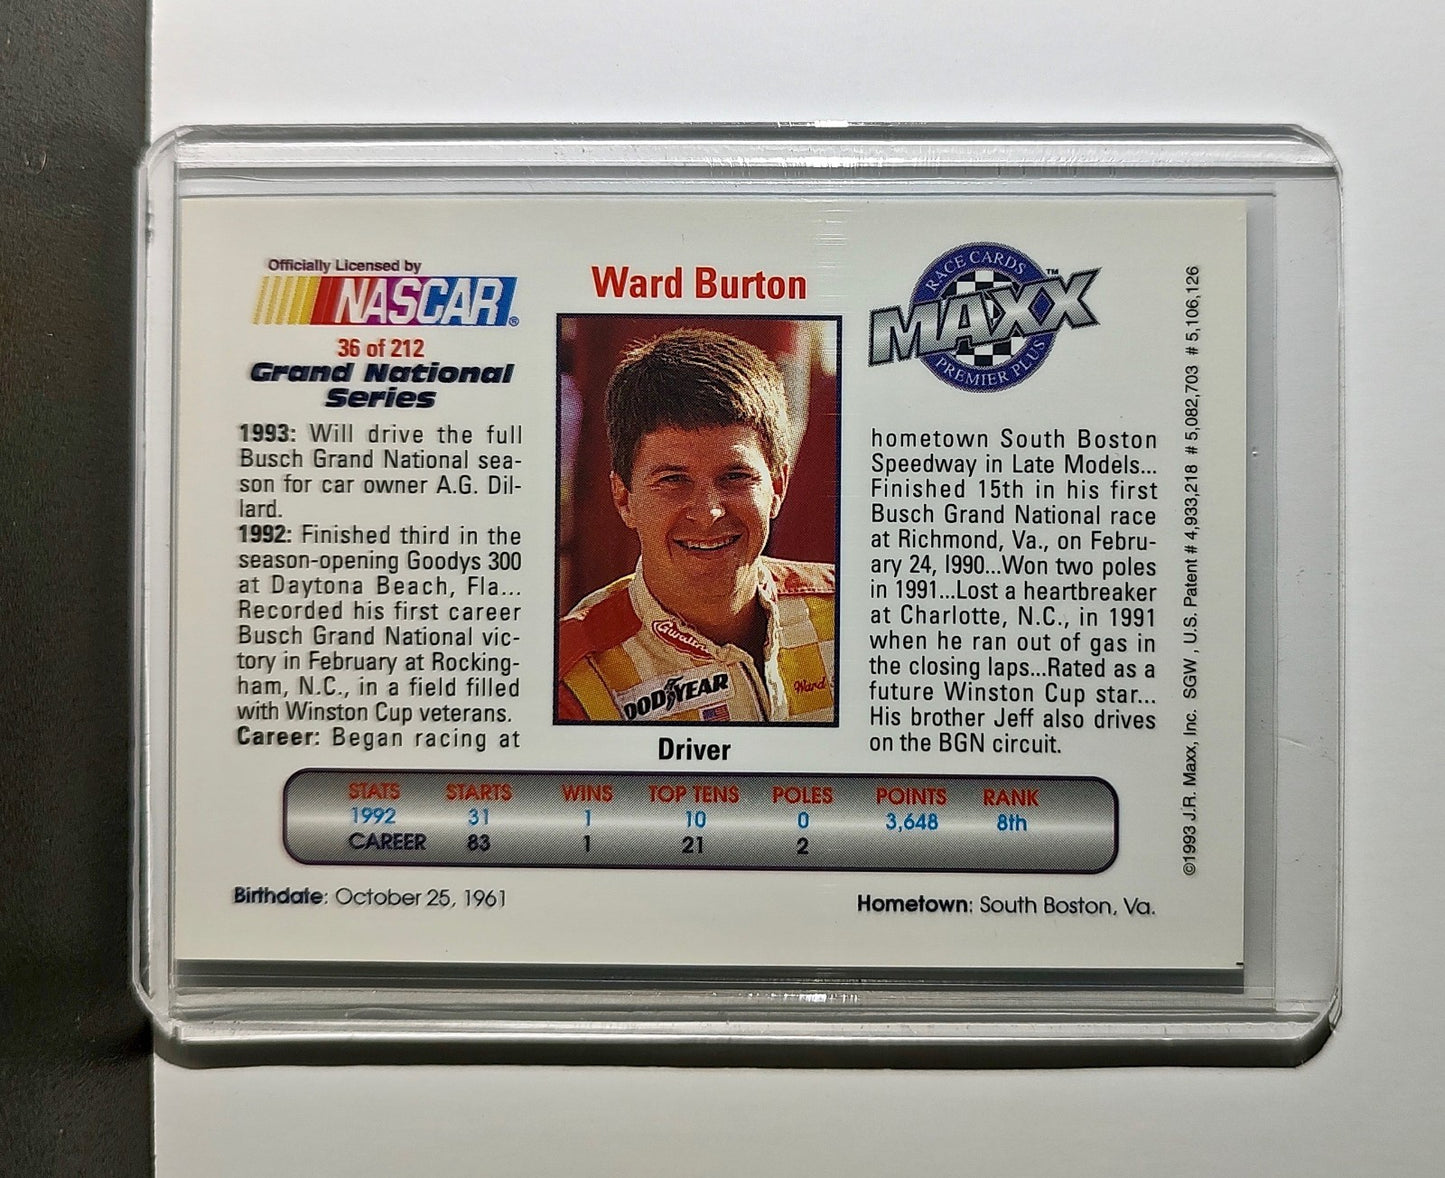 Officially Licensed by
NASCAR®
36 of 212
Grand National
Series
1993: Will drive the full
Busch Grand National sea-
son for car owner A.G. Dil-
lard.
1992: Finished third in the
season-opening Goodys 300
at Daytona Beach, Fla...
Recorded his first career
Busch Grand National vic-
tory in February at Rocking-
ham, N.C., in a field filled
with Winston Cup veterans.
Career: Began racing at
Ward Burton
GOODYEAR
Ward
Driver
RACE CARDS
MAXX™
PREMIER PLUS
hometown South Boston
Speedway in Late Models...
Finished 15th in his first
Busch Grand National race
at Richmond, Va., on Febru-
ary 24, l990...Won two poles
in 1991...Lost a heartbreaker
at Charlotte, N.C., in 1991
when he ran out of gas in
the closing laps...Rated as a
future Winston Cup star...
His brother Jeff also drives
on the BGN circuit.
STATS STARTS WINS TOP TENS POLES POINTS RANK
1992 31 1 10 0 3,648 8th
CAREER 83 1 21 2
Birthdate: October 25, 1961
Hometown: South Boston, Va.
©1993 J.R. Maxx, Inc. SGW , U.S. Patent # 4,933,218 # 5,082,703 # 5,106,126